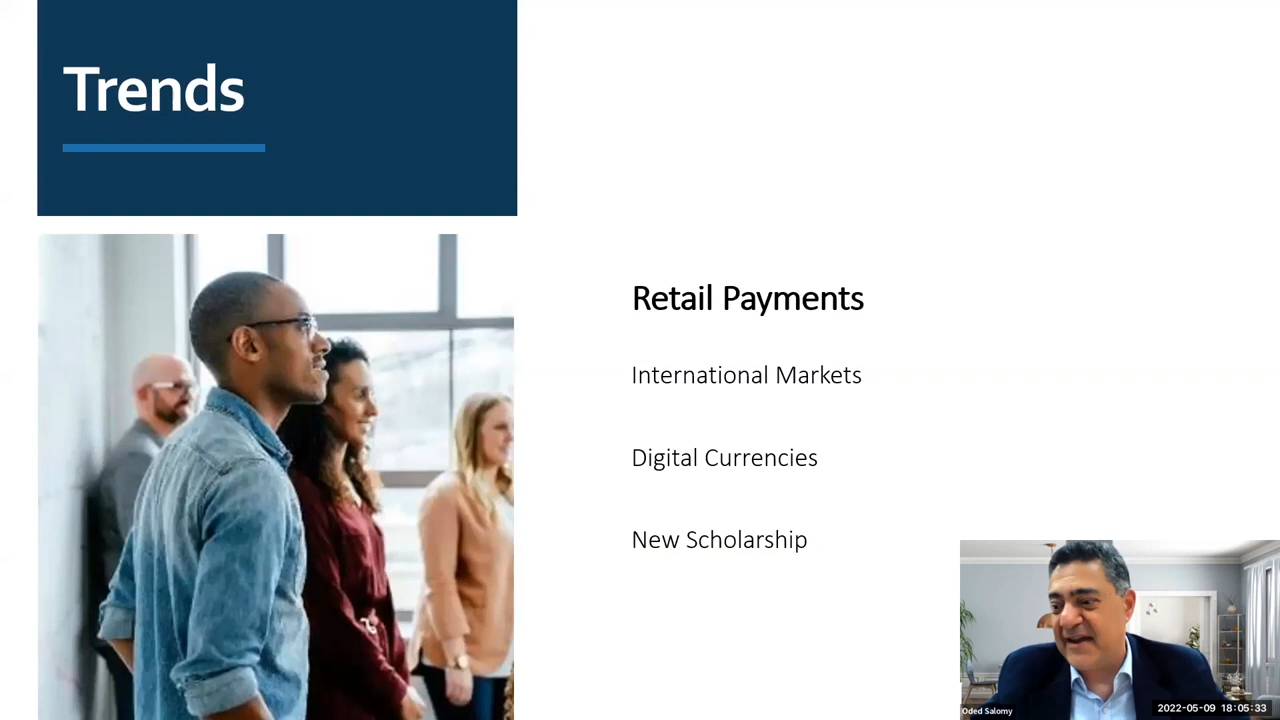 Trends
Retail Payments
International Markets
Digital Currencies
New Scholarship
Oded Salomy
2022-05-09 18:05:33